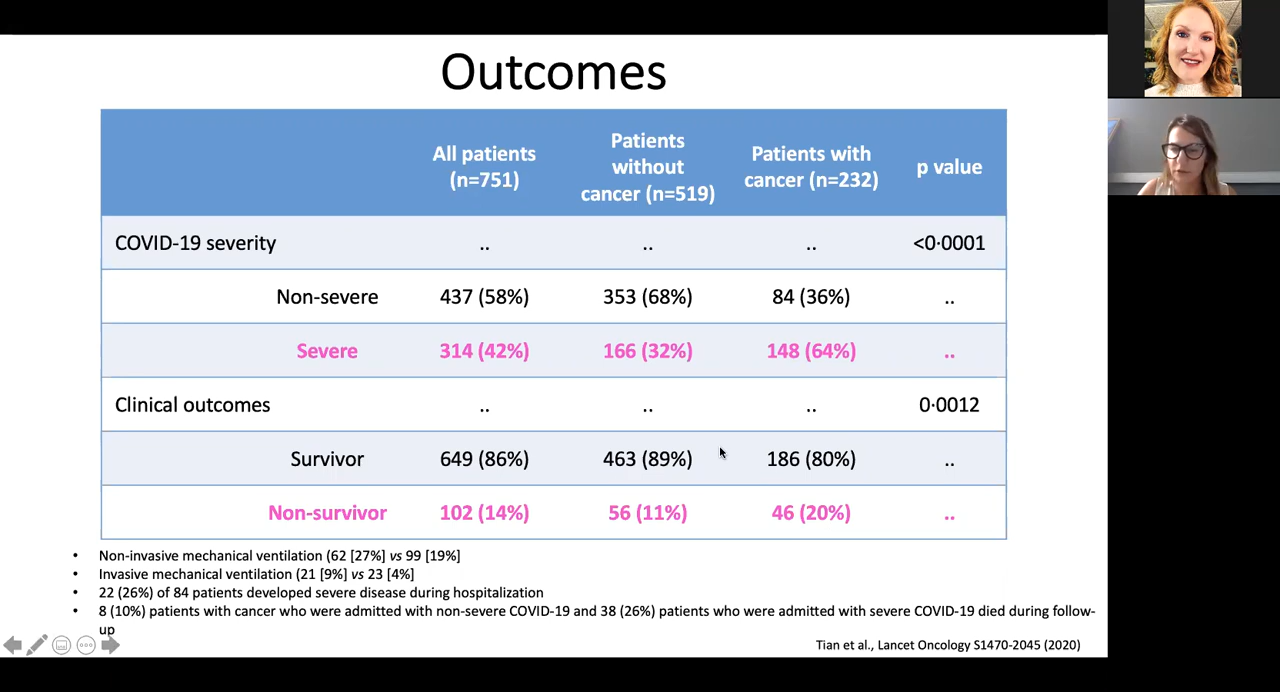 Outcomes
All patients (n=751)
Patients without cancer (n=519)
Patients with cancer (n=232)
p value
COVID-19 severity .. .. .. <0·0001
Non-severe 437 (58%) 353 (68%) 84 (36%) ..
Severe 314 (42%) 166 (32%) 148 (64%) ..
Clinical outcomes .. .. .. 0·0012
Survivor 649 (86%) 463 (89%) 186 (80%) ..
Non-survivor 102 (14%) 56 (11%) 46 (20%) ..
• Non-invasive mechanical ventilation (62 [27%] vs 99 [19%]
• Invasive mechanical ventilation (21 [9%] vs 23 [4%]
• 22 (26%) of 84 patients developed severe disease during hospitalization
• 8 (10%) patients with cancer who were admitted with non-severe COVID-19 and 38 (26%) patients who were admitted with severe COVID-19 died during follow-
up
Tian et al., Lancet Oncology S1470-2045 (2020)